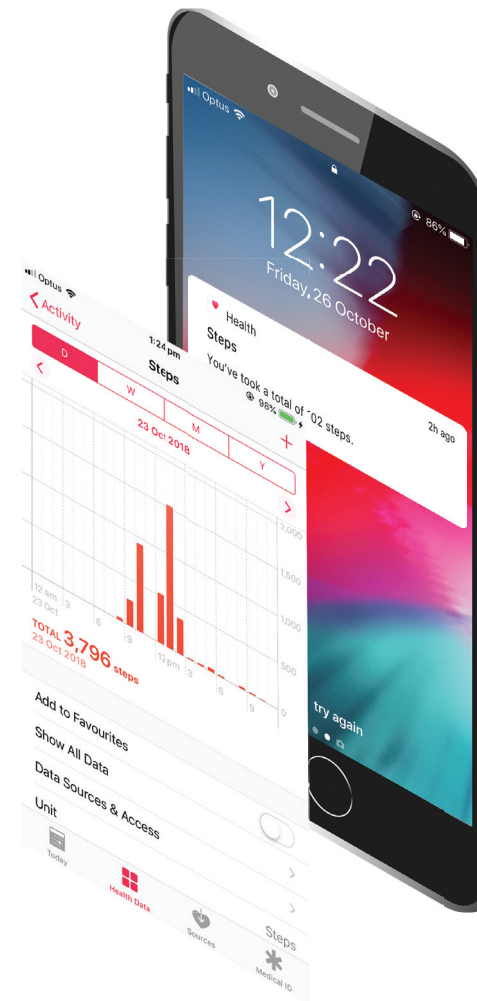 Optus
86%
12:22
Friday, 26 October
Health
Steps
2h ago
You've took a total of 102 steps.
try again
Optus
1:24 pm
98%
Activity
Steps
D
W
M
Y
23 Oct 2018
2,000
1,500
1,000
500
0
12 am
3
6
9
12 pm
3
6
9
23 Oct
TOTAL 3,796 steps
23 Oct 2018
Add to Favourites
Show All Data
Data Sources & Access
Unit
Steps
Today
Health Data
Sources
Medical ID